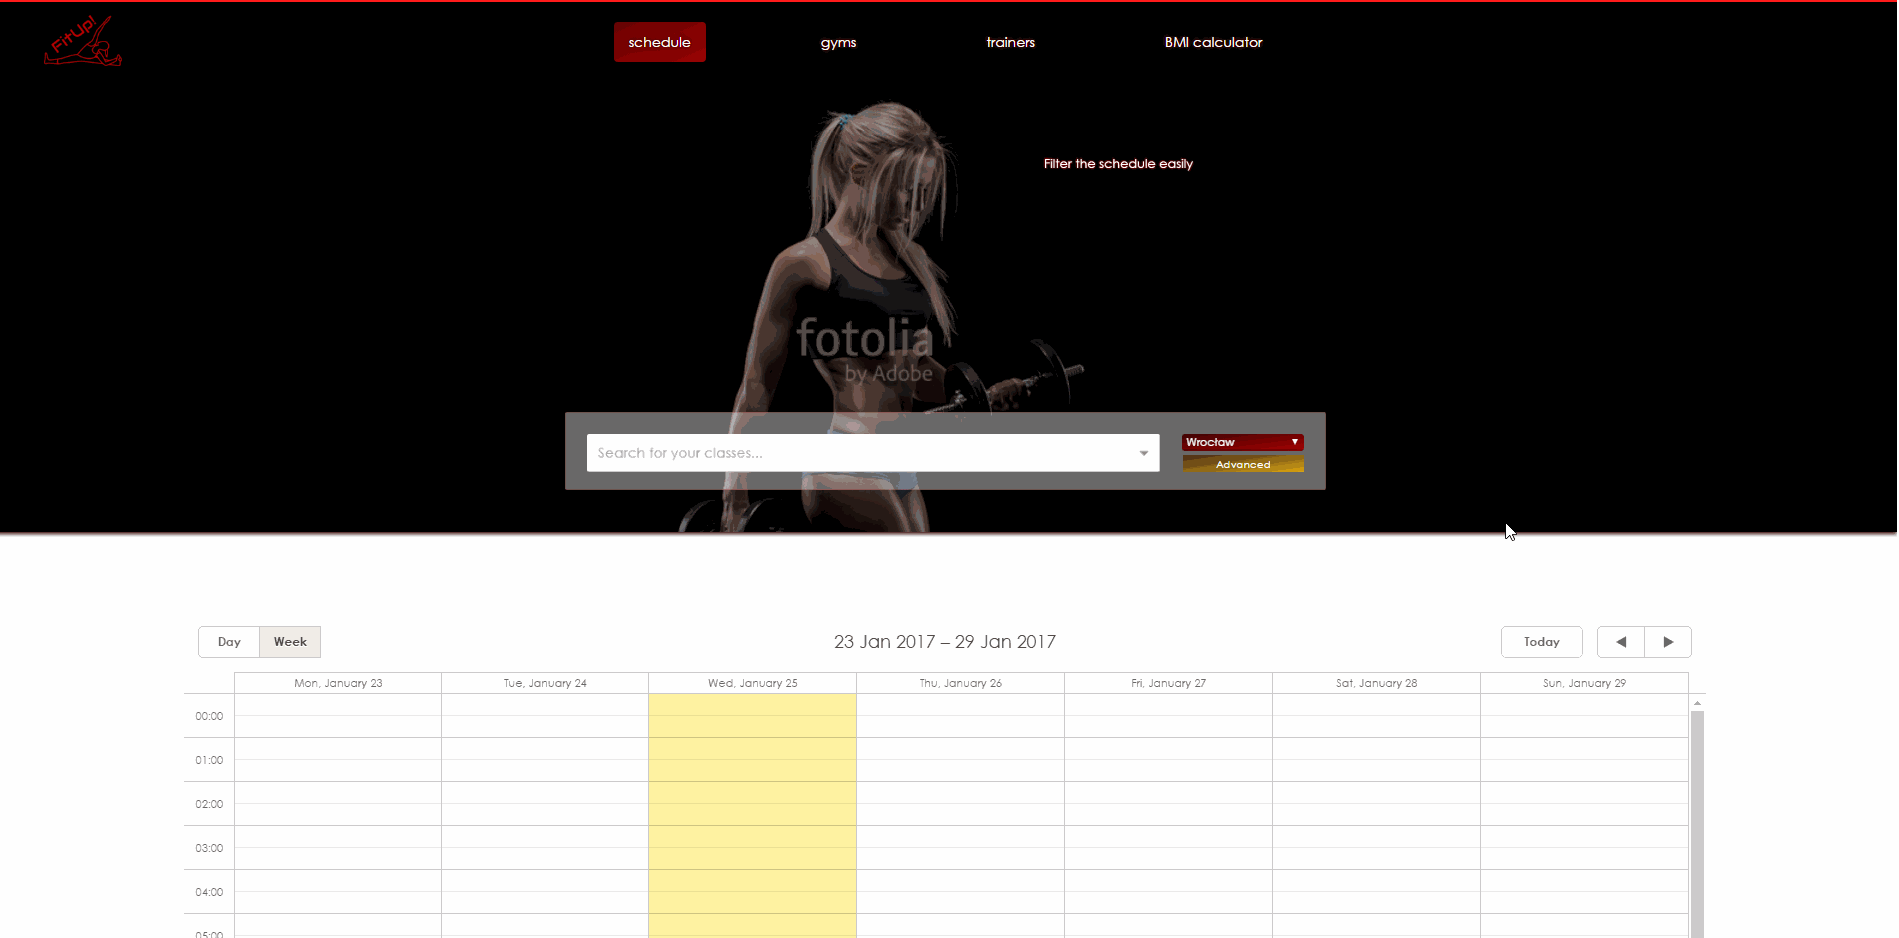 FitUp!
schedule
gyms
trainers
BMI calculator
Filter the schedule easily
fotolia
by Adobe
Search for your classes...
Wrocław
Advanced
Day
Week
23 Jan 2017 – 29 Jan 2017
Today
Mon, January 23
Tue, January 24
Wed, January 25
Thu, January 26
Fri, January 27
Sat, January 28
Sun, January 29
00:00
01:00
02:00
03:00
04:00
05:00